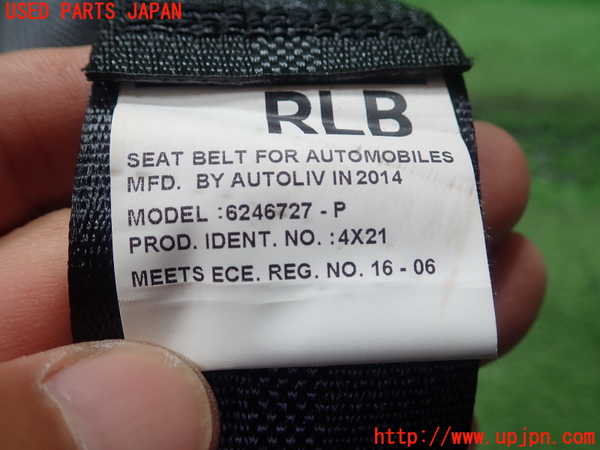 USED PARTS JAPAN
RLB
SEAT BELT FOR AUTOMOBILES
MFD. BY AUTOLIV IN 2014
MODEL :6246727 - P
PROD. IDENT. NO. :4X21
MEETS ECE. REG. NO. 16 - 06
http://www.upjpn.com/